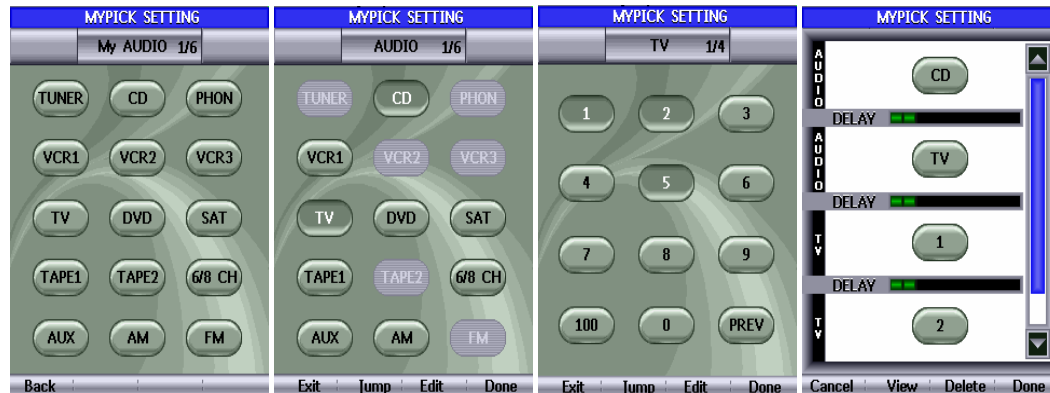 MYPICK SETTING
My AUDIO 1/6
TUNER CD PHON
VCR1 VCR2 VCR3
TV DVD SAT
TAPE1 TAPE2 6/8 CH
AUX AM FM
Back
MYPICK SETTING
AUDIO 1/6
TUNER CD PHON
VCR1 VCR2 VCR3
TV DVD SAT
TAPE1 TAPE2 6/8 CH
AUX AM FM
Exit Jump Edit Done
MYPICK SETTING
TV 1/4
1 2 3
4 5 6
7 8 9
100 0 PREV
Exit Jump Edit Done
MYPICK SETTING
AUDIO CD
DELAY
AUDIO TV
DELAY
TV 1
DELAY
TV 2
Cancel View Delete Done